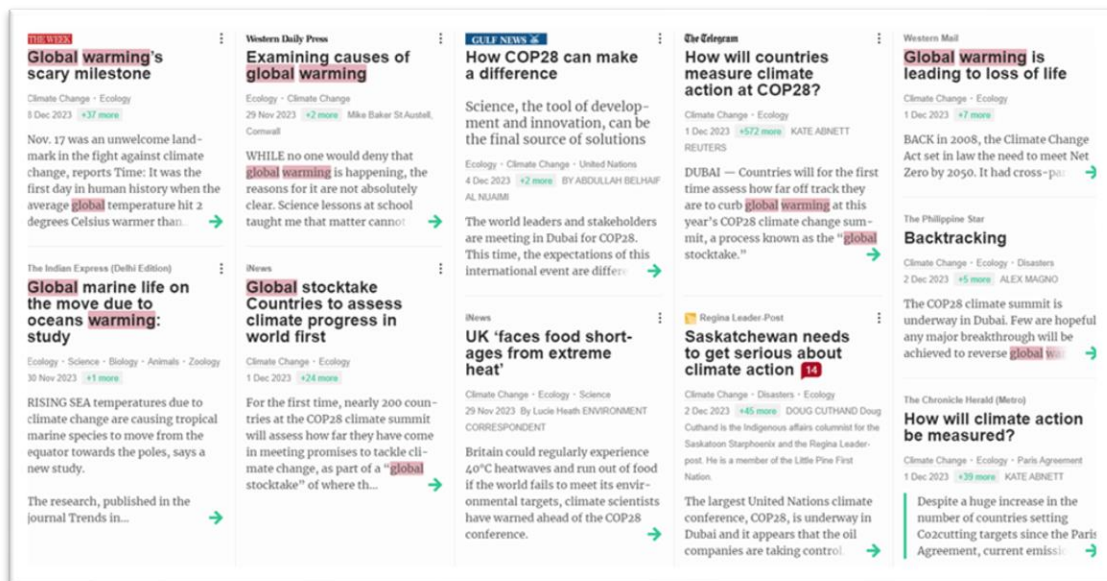 THE WEEK
Global warming's
scary milestone
Climate Change • Ecology
8 Dec 2023 +37 more
Nov. 17 was an unwelcome land-
mark in the fight against climate
change, reports Time: It was the
first day in human history when the
average global temperature hit 2
degrees Celsius warmer than
The Indian Express (Delhi Edition)
Global marine life on
the move due to
oceans warming:
study
Ecology • Science • Biology • Animals • Zoology
30 Nov 2023 +1 more
RISING SEA temperatures due to
climate change are causing tropical
marine species to move from the
equator towards the poles, says a
new study.
The research, published in the
journal Trends in...
Western Daily Press
Examining causes of
global warming
Ecology • Climate Change
29 Nov 2023 +2 more Mike Baker St Austell,
Cornwall
WHILE no one would deny that
global warming is happening, the
reasons for it are not absolutely
clear. Science lessons at school
taught me that matter cannot
iNews
Global stocktake
Countries to assess
climate progress in
world first
Climate Change • Ecology
1 Dec 2023 +24 more
For the first time, nearly 200 coun-
tries at the COP28 climate summit
will assess how far they have come
in meeting promises to tackle cli-
mate change, as part of a “global
stocktake” of where th...
GULF NEWS
How COP28 can make
a difference
Science, the tool of develop-
ment and innovation, can be
the final source of solutions
Ecology • Climate Change • United Nations
4 Dec 2023 +2 more BY ABDULLAH BELHAIF
AL NUAIMI
The world leaders and stakeholders
are meeting in Dubai for COP28.
This time, the expectations of this
international event are differe
iNews
UK ‘faces food short-
ages from extreme
heat’
Climate Change • Ecology • Science
29 Nov 2023 By Lucie Heath ENVIRONMENT
CORRESPONDENT
Britain could regularly experience
40°C heatwaves and run out of food
if the world fails to meet its envir-
onmental targets, climate scientists
have warned ahead of the COP28
conference.
The Telegram
How will countries
measure climate
action at COP28?
Climate Change • Ecology
1 Dec 2023 +572 more KATE ABNETT
REUTERS
DUBAI — Countries will for the first
time assess how far off track they
are to curb global warming at this
year's COP28 climate change sum-
mit, a process known as the “global
stocktake.”
Regina Leader-Post
Saskatchewan needs
to get serious about
climate action 14
Climate Change • Disasters • Ecology
2 Dec 2023 +45 more DOUG CUTHAND Doug
Cuthand is the Indigenous affairs columnist for the
Saskatoon Starphoenix and the Regina Leader-
post. He is a member of the Little Pine First
Nation
The largest United Nations climate
conference, COP28, is underway in
Dubai and it appears that the oil
companies are taking control.
Western Mail
Global warming is
leading to loss of life
Climate Change • Ecology
1 Dec 2023 +7 more
BACK in 2008, the Climate Change
Act set in law the need to meet Net
Zero by 2050. It had cross-par
The Philippine Star
Backtracking
Climate Change • Ecology • Disasters
2 Dec 2023 +5 more ALEX MAGNO
The COP28 climate summit is
underway in Dubai. Few are hopeful
any major breakthrough will be
achieved to reverse global wa
The Chronicle Herald (Metro)
How will climate action
be measured?
Climate Change • Ecology • Paris Agreement
1 Dec 2023 +39 more KATE ABNETT
Despite a huge increase in the
number of countries setting
Co2cutting targets since the Paris
Agreement, current emissi